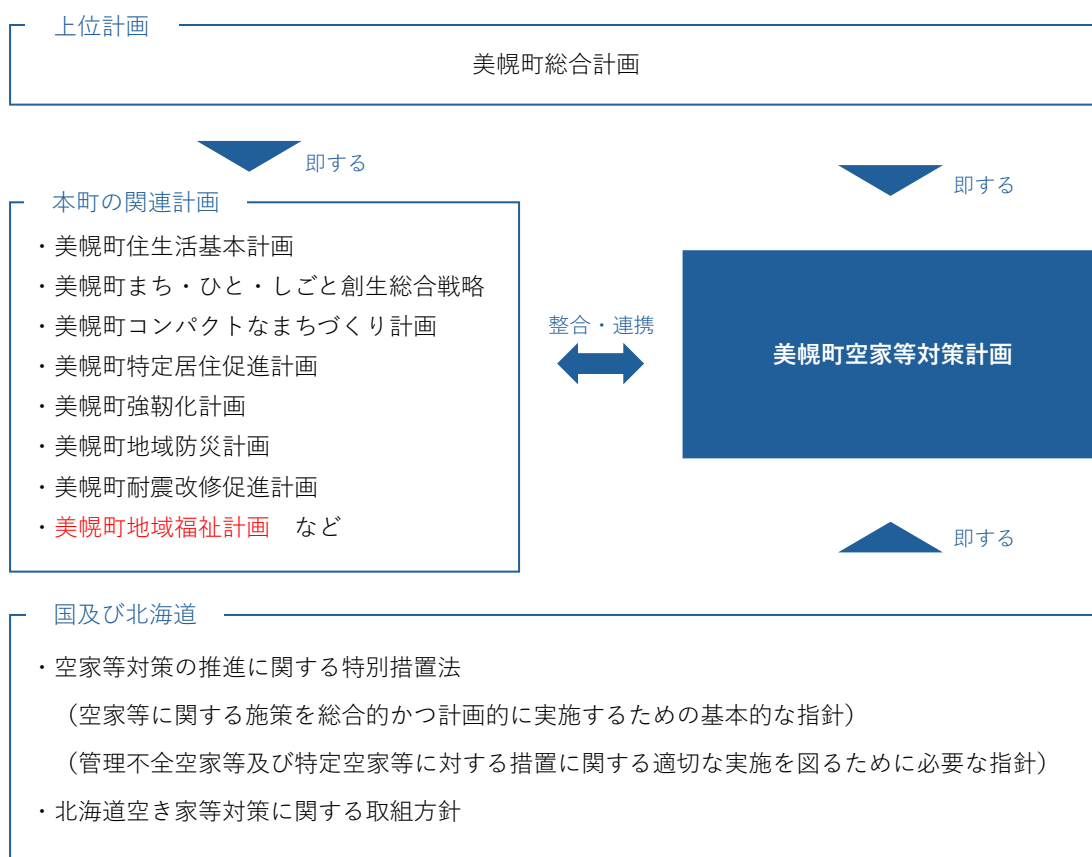 上位計画
美幌町総合計画
即する
即する
本町の関連計画
・美幌町住生活基本計画
・美幌町まち・ひと・しごと創生総合戦略
・美幌町コンパクトなまちづくり計画
・美幌町特定居住促進計画
・美幌町強靭化計画
・美幌町地域防災計画
・美幌町耐震改修促進計画
・美幌町地域福祉計画　など
整合・連携
美幌町空家等対策計画
即する
国及び北海道
・空家等対策の推進に関する特別措置法
（空家等に関する施策を総合的かつ計画的に実施するための基本的な指針）
（管理不全空家等及び特定空家等に対する措置に関する適切な実施を図るために必要な指針）
・北海道空き家等対策に関する取組方針